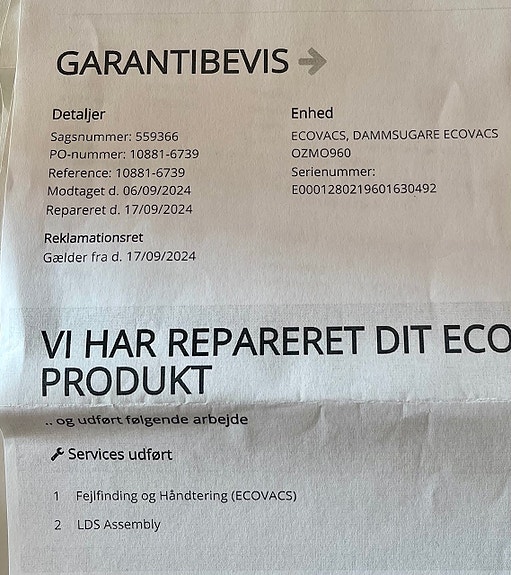 GARANTIBEVIS →
Detaljer
Sagsnummer: 559366
PO-nummer: 10881-6739
Reference: 10881-6739
Modtaget d. 06/09/2024
Repareret d. 17/09/2024
Reklamationsret
Gælder fra d. 17/09/2024
Enhed
ECOVACS, DAMMSUGARE ECOVACS
OZMO960
Serienummer:
E0001280219601630492
VI HAR REPARERET DIT ECO
PRODUKT
.. og udført følgende arbejde
Services udført
1 Fejlfinding og Håndtering (ECOVACS)
2 LDS Assembly